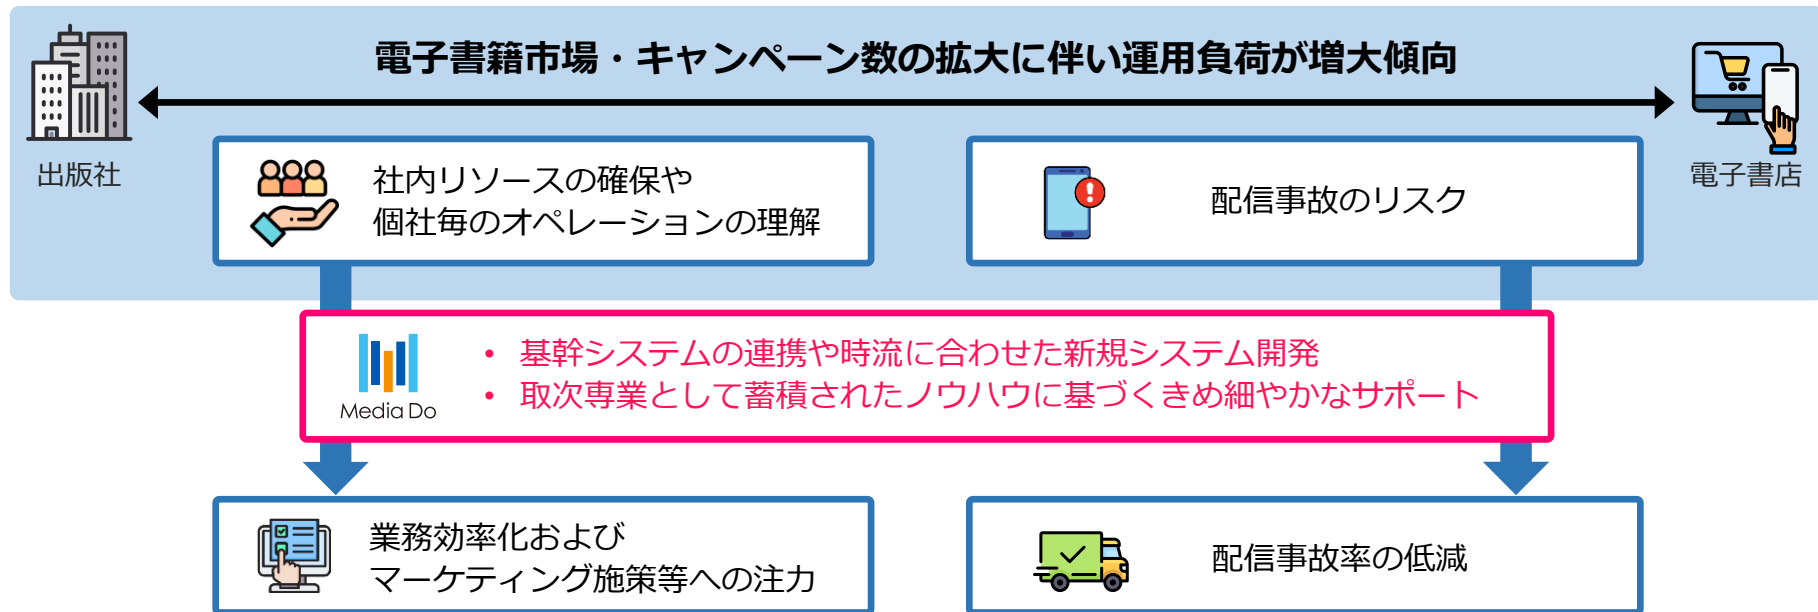 電子書籍市場・キャンペーン数の拡大に伴い運用負荷が増大傾向
出版社
電子書店
社内リソースの確保や
個社毎のオペレーションの理解
配信事故のリスク
Media Do
• 基幹システムの連携や時流に合わせた新規システム開発
• 取次専業として蓄積されたノウハウに基づくきめ細やかなサポート
業務効率化および
マーケティング施策等への注力
配信事故率の低減